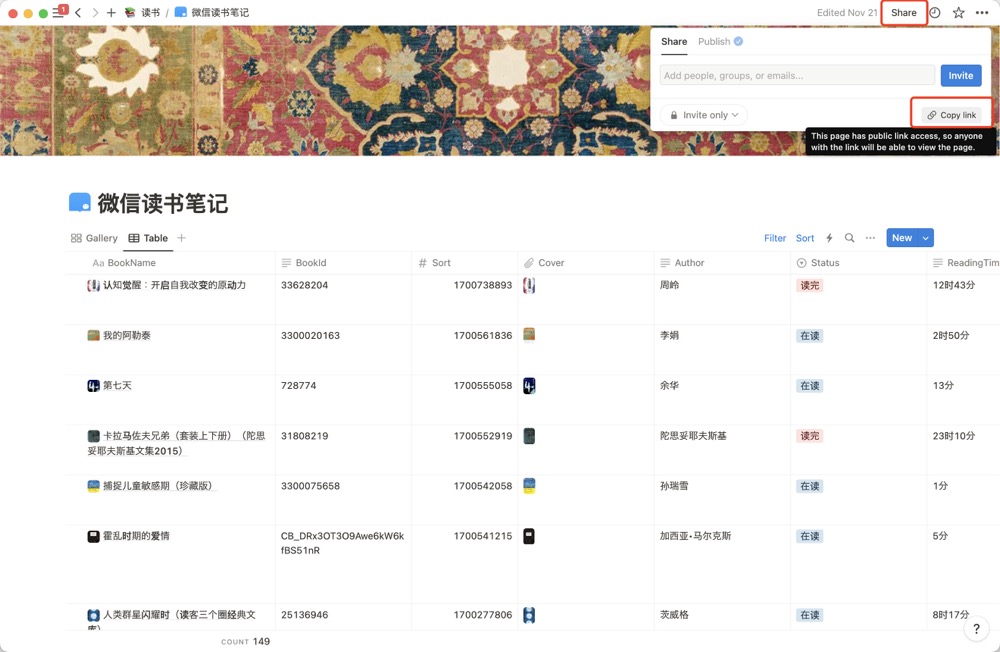 1
读书 / 微信读书笔记
Edited Nov 21 Share
Share Publish
Add people, groups, or emails... Invite
Invite only Copy link
This page has public link access, so anyone
with the link will be able to view the page.
微信读书笔记
Gallery Table Filter Sort New
Aa BookName BookId # Sort Cover Author Status ReadingTim
认知觉醒：开启自我改变的原动力 33628204 1700738893 周岭 读完 12时43分
我的阿勒泰 3300020163 1700561836 李娟 在读 2时50分
第七天 728774 1700555058 余华 在读 13分
卡拉马佐夫兄弟（套装上下册）（陀思 31808219 1700552919 陀思妥耶夫斯基 读完 23时10分
妥耶夫斯基文集2015）
捕捉儿童敏感期（珍藏版） 3300075658 1700542058 孙瑞雪 在读 1分
霍乱时期的爱情 CB_DRx3OT3O9Awe6kW6k 1700541215 加西亚·马尔克斯 在读 5分
fBS51nR
人类群星闪耀时（读客三个圈经典文 25136946 1700277806 茨威格 在读 8时17分
库）
COUNT 149
?